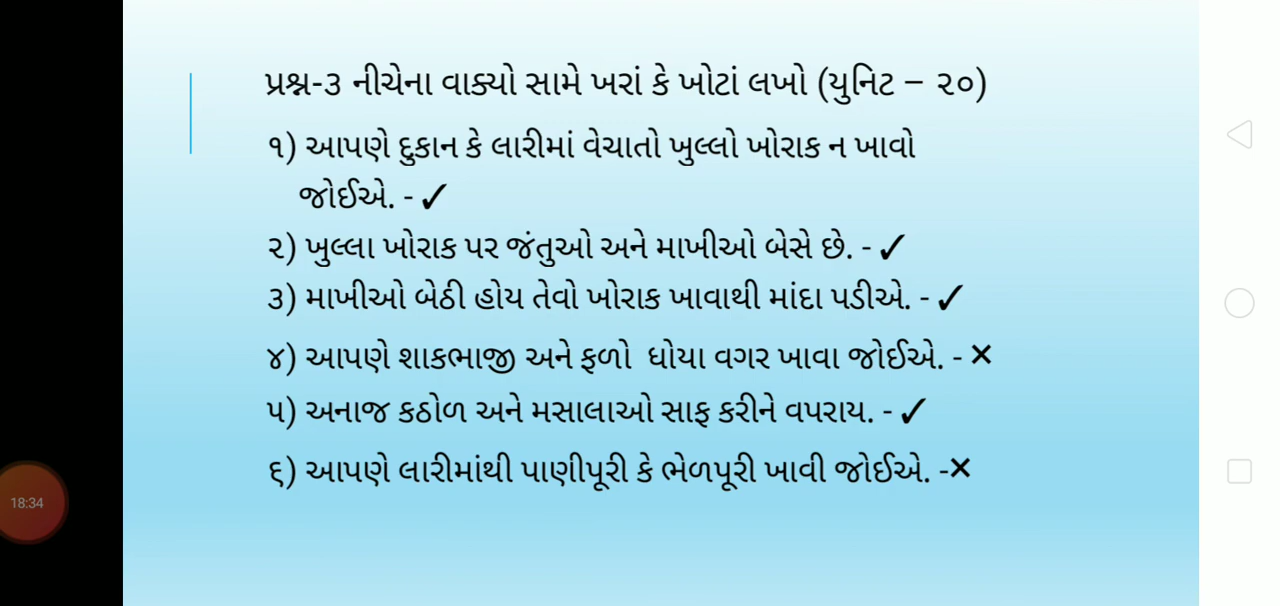 પ્રશ્ન-૩ નીચેના વાક્યો સામે ખરાં કે ખોટાં લખો (યુનિટ – ૨૦)
૧) આપણે દુકાન કે લારીમાં વેચાતો ખુલ્લો ખોરાક ન ખાવો
જોઈએ. - ✓
૨) ખુલ્લા ખોરાક પર જંતુઓ અને માખીઓ બેસે છે. - ✓
૩) માખીઓ બેઠી હોય તેવો ખોરાક ખાવાથી માંદા પડીએ. - ✓
૪) આપણે શાકભાજી અને ફળો ધોયા વગર ખાવા જોઈએ. - ✕
૫) અનાજ કઠોળ અને મસાલાઓ સાફ કરીને વપરાય. - ✓
૬) આપણે લારીમાંથી પાણીપૂરી કે ભેળપૂરી ખાવી જોઈએ. -✕
18:34